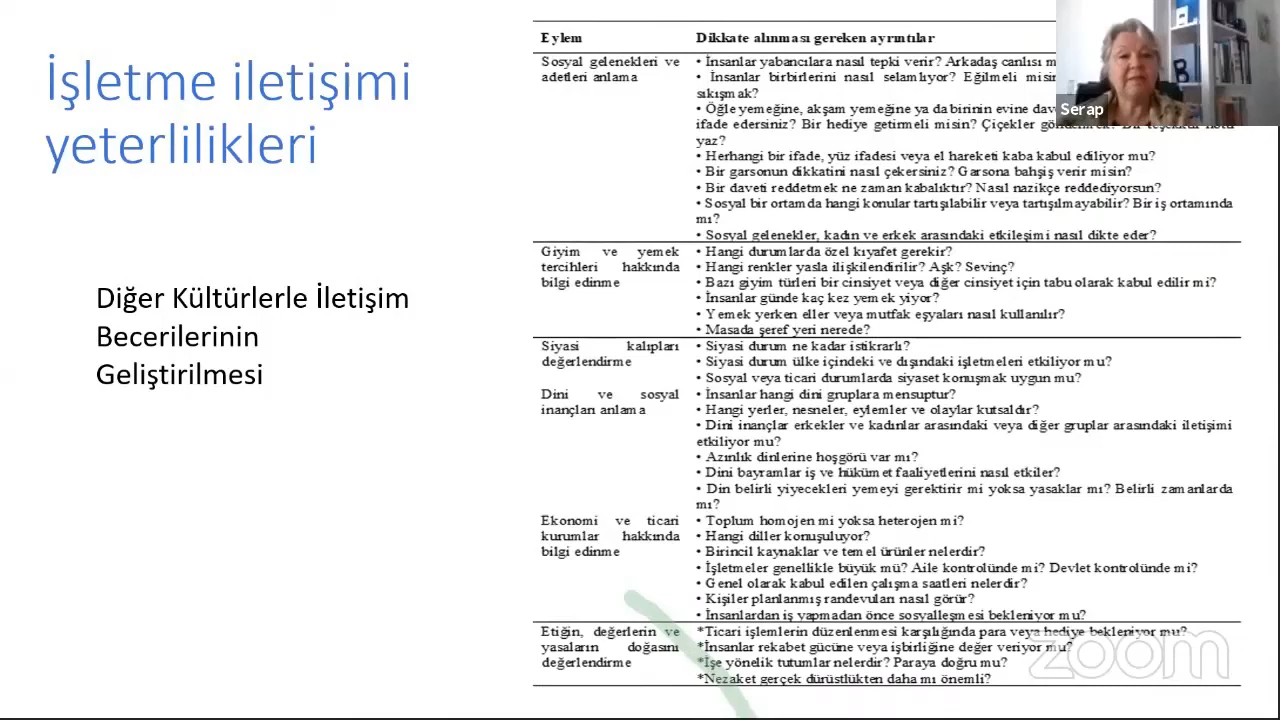 İşletme iletişimi
yeterlilikleri
Diğer Kültürlerle İletişim
Becerilerinin
Geliştirilmesi
Eylem
Dikkate alınması gereken ayrıntılar
Sosyal gelenekleri ve
adetleri anlama
• İnsanlar yabancılara nasıl tepki verir? Arkadaş canlısı
• İnsanlar birbirlerini nasıl selamlıyor? Eğilmeli
sıkışmak?
• Öğle yemeğine, akşam yemeğine ya da birinin evine
ifade edersiniz? Bir hediye getirmeli misin? Çiçekler
yaz?
• Herhangi bir ifade, yüz ifadesi veya el hareketi kaba kabul ediliyor mu?
• Bir garsonun dikkatini nasıl çekersiniz? Garsona bahşiş verir misin?
• Bir daveti reddetmek ne zaman kabalıktır? Nasıl nazikçe reddediyorsun?
• Sosyal bir ortamda hangi konular tartışılabilir veya tartışılmayabilir? Bir iş ortamında
mı?
• Sosyal gelenekler, kadın ve erkek arasındaki etkileşimi nasıl dikte eder?
Giyim ve yemek
tercihleri hakkında
bilgi edinme
• Hangi durumlarda özel kıyafet gerekir?
• Hangi renkler yasla ilişkilendirilir? Aşk? Sevinç?
• Bazı giyim türleri bir cinsiyet veya diğer cinsiyet için tabu olarak kabul edilir mi?
• İnsanlar günde kaç kez yemek yiyor?
• Yemek yerken eller veya mutfak eşyaları nasıl kullanılır?
• Masada şeref yeri nerede?
Siyasi kalıpları
değerlendirme
• Siyasi durum ne kadar istikrarlı?
• Siyasi durum ülke içindeki ve dışındaki işletmeleri etkiliyor mu?
• Sosyal veya ticari durumlarda siyaset konuşmak uygun mu?
Dini ve sosyal
inançları anlama
• İnsanlar hangi dini gruplara mensuptur?
• Hangi yerler, nesneler, eylemler ve olaylar kutsaldır?
• Dini inançlar erkekler ve kadınlar arasındaki veya diğer gruplar arasındaki iletişimi
etkiliyor mu?
• Azınlık dinlerine hoşgörü var mı?
• Dini bayramlar iş ve hükümet faaliyetlerini nasıl etkiler?
• Din belirli yiyecekleri yemeyi gerektirir mi yoksa yasaklar mı? Belirli zamanlarda
mı?
Ekonomi ve ticari
kurumlar hakkında
bilgi edinme
• Toplum homojen mi yoksa heterojen mi?
• Hangi diller konuşuluyor?
• Birincil kaynaklar ve temel ürünler nelerdir?
• İşletmeler genellikle büyük mü? Aile kontrolünde mi? Devlet kontrolünde mi?
• Genel olarak kabul edilen çalışma saatleri nelerdir?
• Kişiler planlanmış randevuları nasıl görür?
• İnsanlardan iş yapmadan önce sosyalleşmesi bekleniyor mu?
Etiğin, değerlerin ve
yasaların doğasını
değerlendirme
*Ticari işlemlerin düzenlenmesi karşılığında para veya hediye bekleniyor mu?
*İnsanlar rekabet gücüne veya işbirliğine değer veriyor mu?
*İşe yönelik tutumlar nelerdir? Paraya doğru mu?
*Nezaket gerçek dürüstlükten daha mı önemli?
Serap
zoom